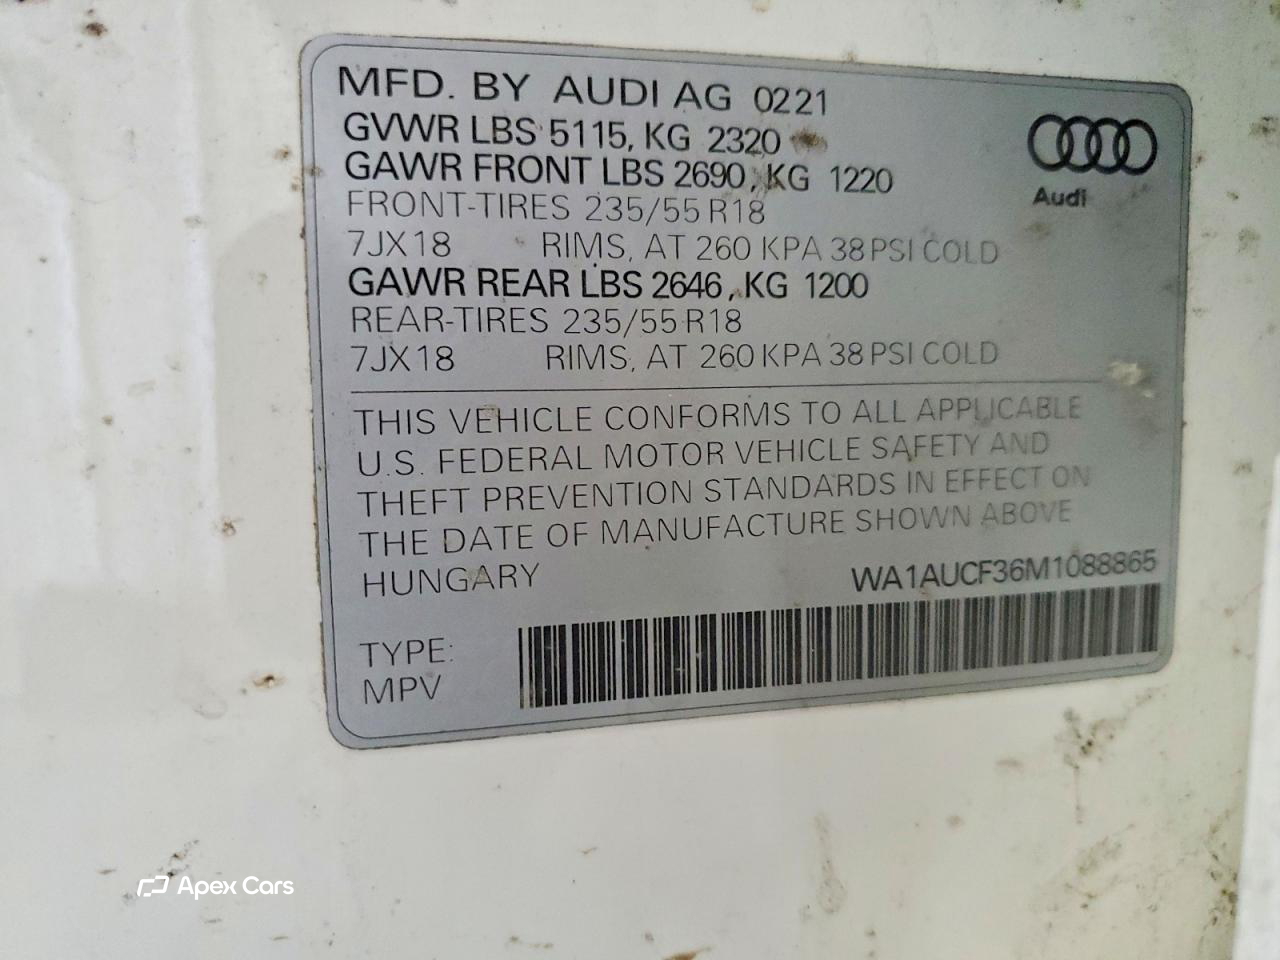 MFD. BY AUDI AG 0221
GVWR LBS 5115, KG 2320
GAWR FRONT LBS 2690, KG 1220
FRONT-TIRES 235/55 R18
7JX18 RIMS, AT 260 KPA 38 PSI COLD
GAWR REAR LBS 2646, KG 1200
REAR-TIRES 235/55 R18
7JX18 RIMS, AT 260 KPA 38 PSI COLD
Audi
THIS VEHICLE CONFORMS TO ALL APPLICABLE
U.S. FEDERAL MOTOR VEHICLE SAFETY AND
THEFT PREVENTION STANDARDS IN EFFECT ON
THE DATE OF MANUFACTURE SHOWN ABOVE
HUNGARY WA1AUCF36M1088865
TYPE:
MPV
Apex Cars